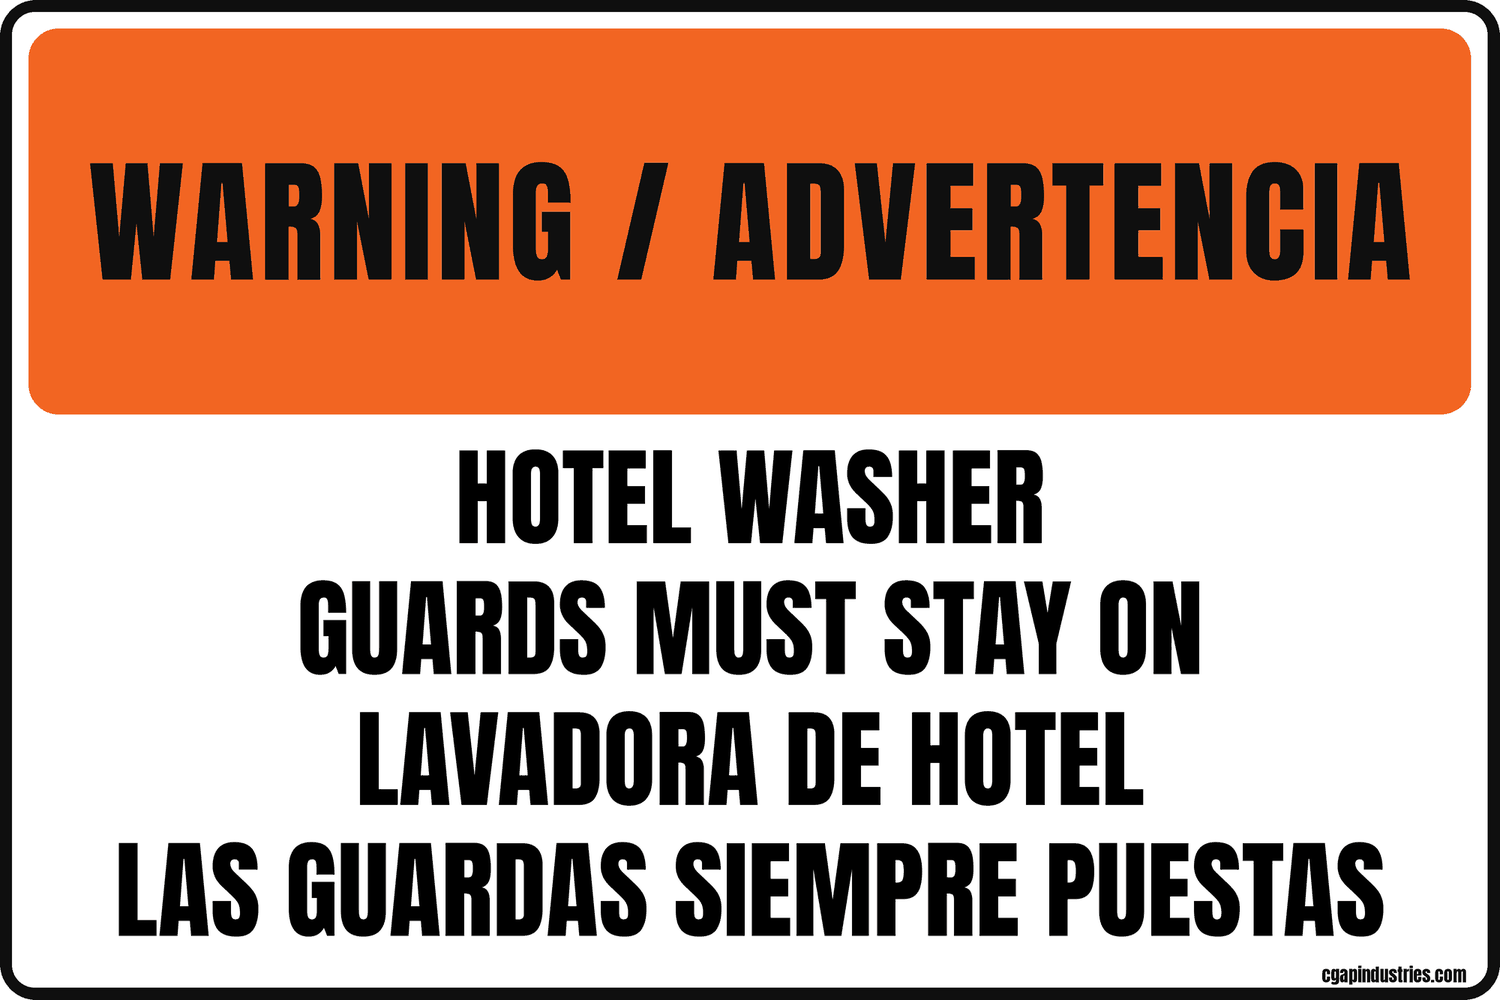 WARNING / ADVERTENCIA
HOTEL WASHER
GUARDS MUST STAY ON
LAVADORA DE HOTEL
LAS GUARDAS SIEMPRE PUESTAS
cgapindustries.com